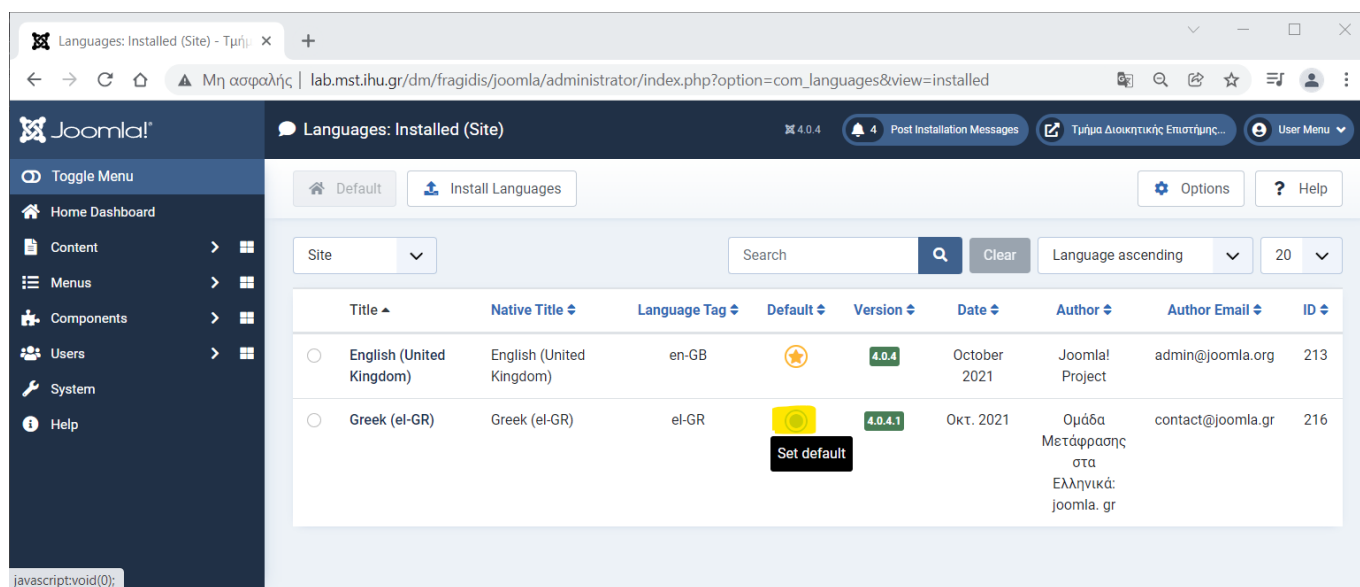 Languages: Installed (Site) - Τμήμ
Μη ασφαλής | lab.mst.ihu.gr/dm/fragidis/joomla/administrator/index.php?option=com_languages&view=installed
Joomla!®
Languages: Installed (Site)
4.0.4
4 Post Installation Messages
Τμήμα Διοικητικής Επιστήμης...
User Menu
Toggle Menu
Home Dashboard
Content
Menus
Components
Users
System
Help
Default
Install Languages
Options
? Help
Site
Search
Clear
Language ascending
20
Title Native Title Language Tag Default Version Date Author Author Email ID
English (United Kingdom) English (United Kingdom) en-GB 4.0.4 October 2021 Joomla! Project admin@joomla.org 213
Greek (el-GR) Greek (el-GR) el-GR 4.0.4.1 Οκτ. 2021 Ομάδα Μετάφρασης στα Ελληνικά: joomla. gr contact@joomla.gr 216
Set default
javascript:void(0);